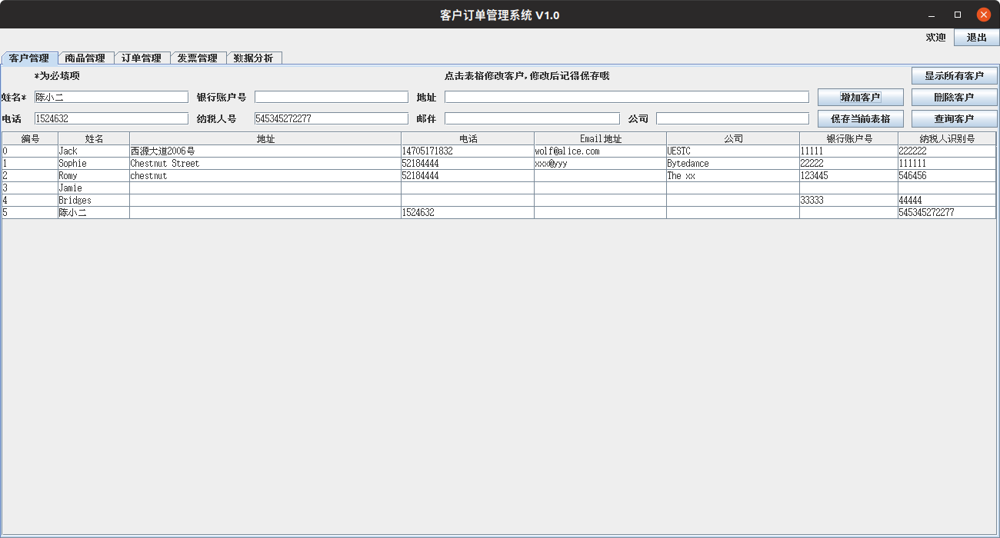 客户订单管理系统 V1.0
欢迎 退出
客户管理 商品管理 订单管理 发票管理 数据分析
*为必填项 点击表格修改客户,修改后记得保存哦 显示所有客户
姓名* 陈小二 银行账户号 地址 增加客户 删除客户
电话 1524632 纳税人号 545345272277 邮件 公司 保存当前表格 查询客户
编号 姓名 地址 电话 Email地址 公司 银行账户号 纳税人识别号
0 Jack 西源大道2006号 14705171832 wolf@alice.com UESTC 11111 222222
1 Sophie Chestnut Street 52184444 xxx@yyy Bytedance 22222 111111
2 Romy chestnut 52184444 The xx 123445 546456
3 Jamie
4 Bridges 33333 44444
5 陈小二 1524632 545345272277